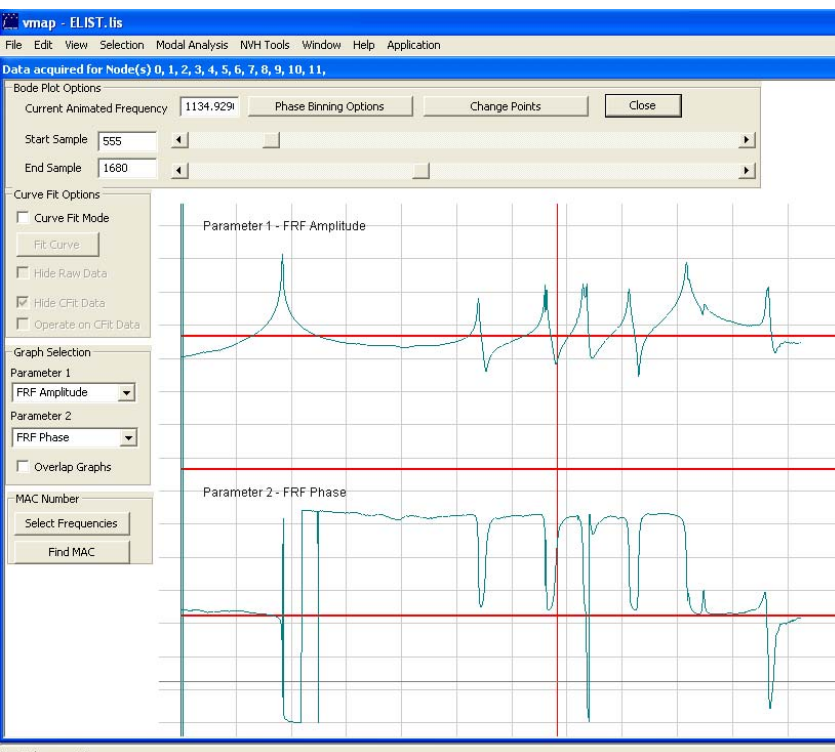 vmap - ELIST.lis
File Edit View Selection Modal Analysis NVH Tools Window Help Application
Data acquired for Node(s) 0, 1, 2, 3, 4, 5, 6, 7, 8, 9, 10, 11,
Bode Plot Options
Current Animated Frequency 1134.929 Phase Binning Options Change Points Close
Start Sample 555
End Sample 1680
Curve Fit Options
Curve Fit Mode
Fit Curve
Hide Raw Data
Hide CFit Data
Operate on CFit Data
Graph Selection
Parameter 1
FRF Amplitude
Parameter 2
FRF Phase
Overlap Graphs
MAC Number
Select Frequencies
Find MAC
Parameter 1 - FRF Amplitude
Parameter 2 - FRF Phase